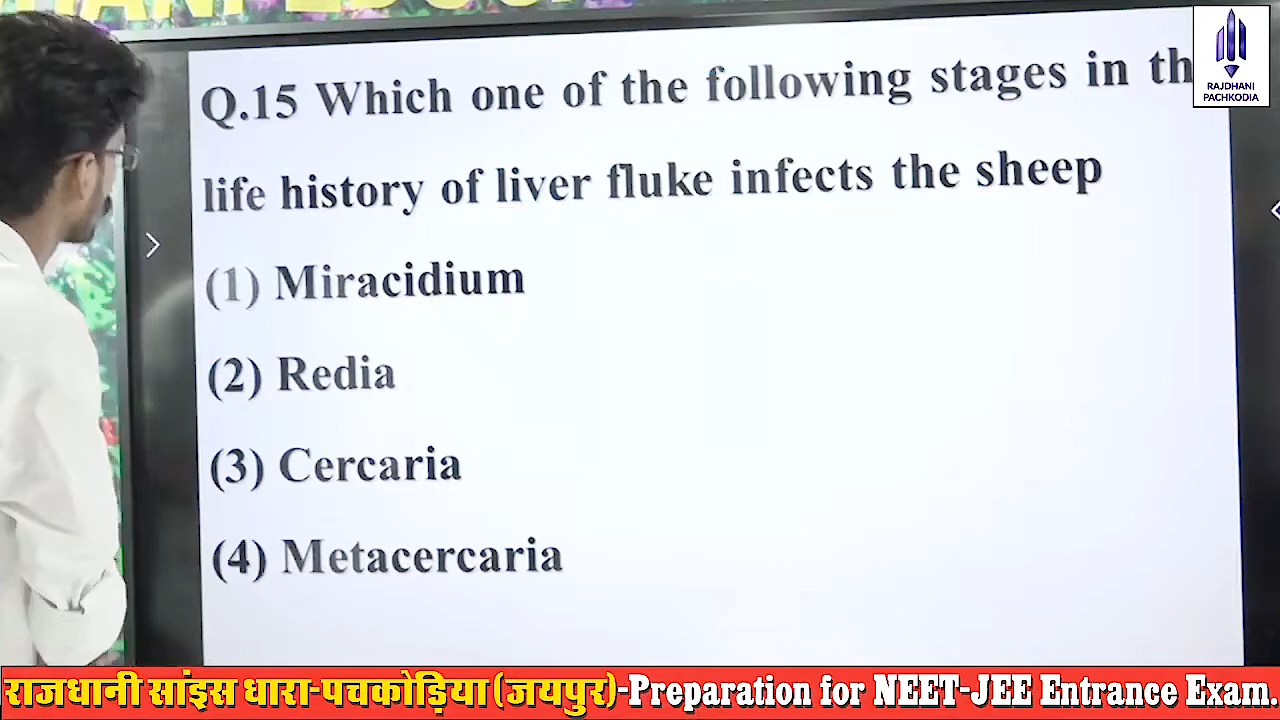 Q.15 Which one of the following stages in th
life history of liver fluke infects the sheep
(1) Miracidium
(2) Redia
(3) Cercaria
(4) Metacercaria
RAJDHANI
PACHKODIA
राजधानी सांइस धारा-पचकोड़िया (जयपुर)-Preparation for NEET-JEE Entrance Exam.